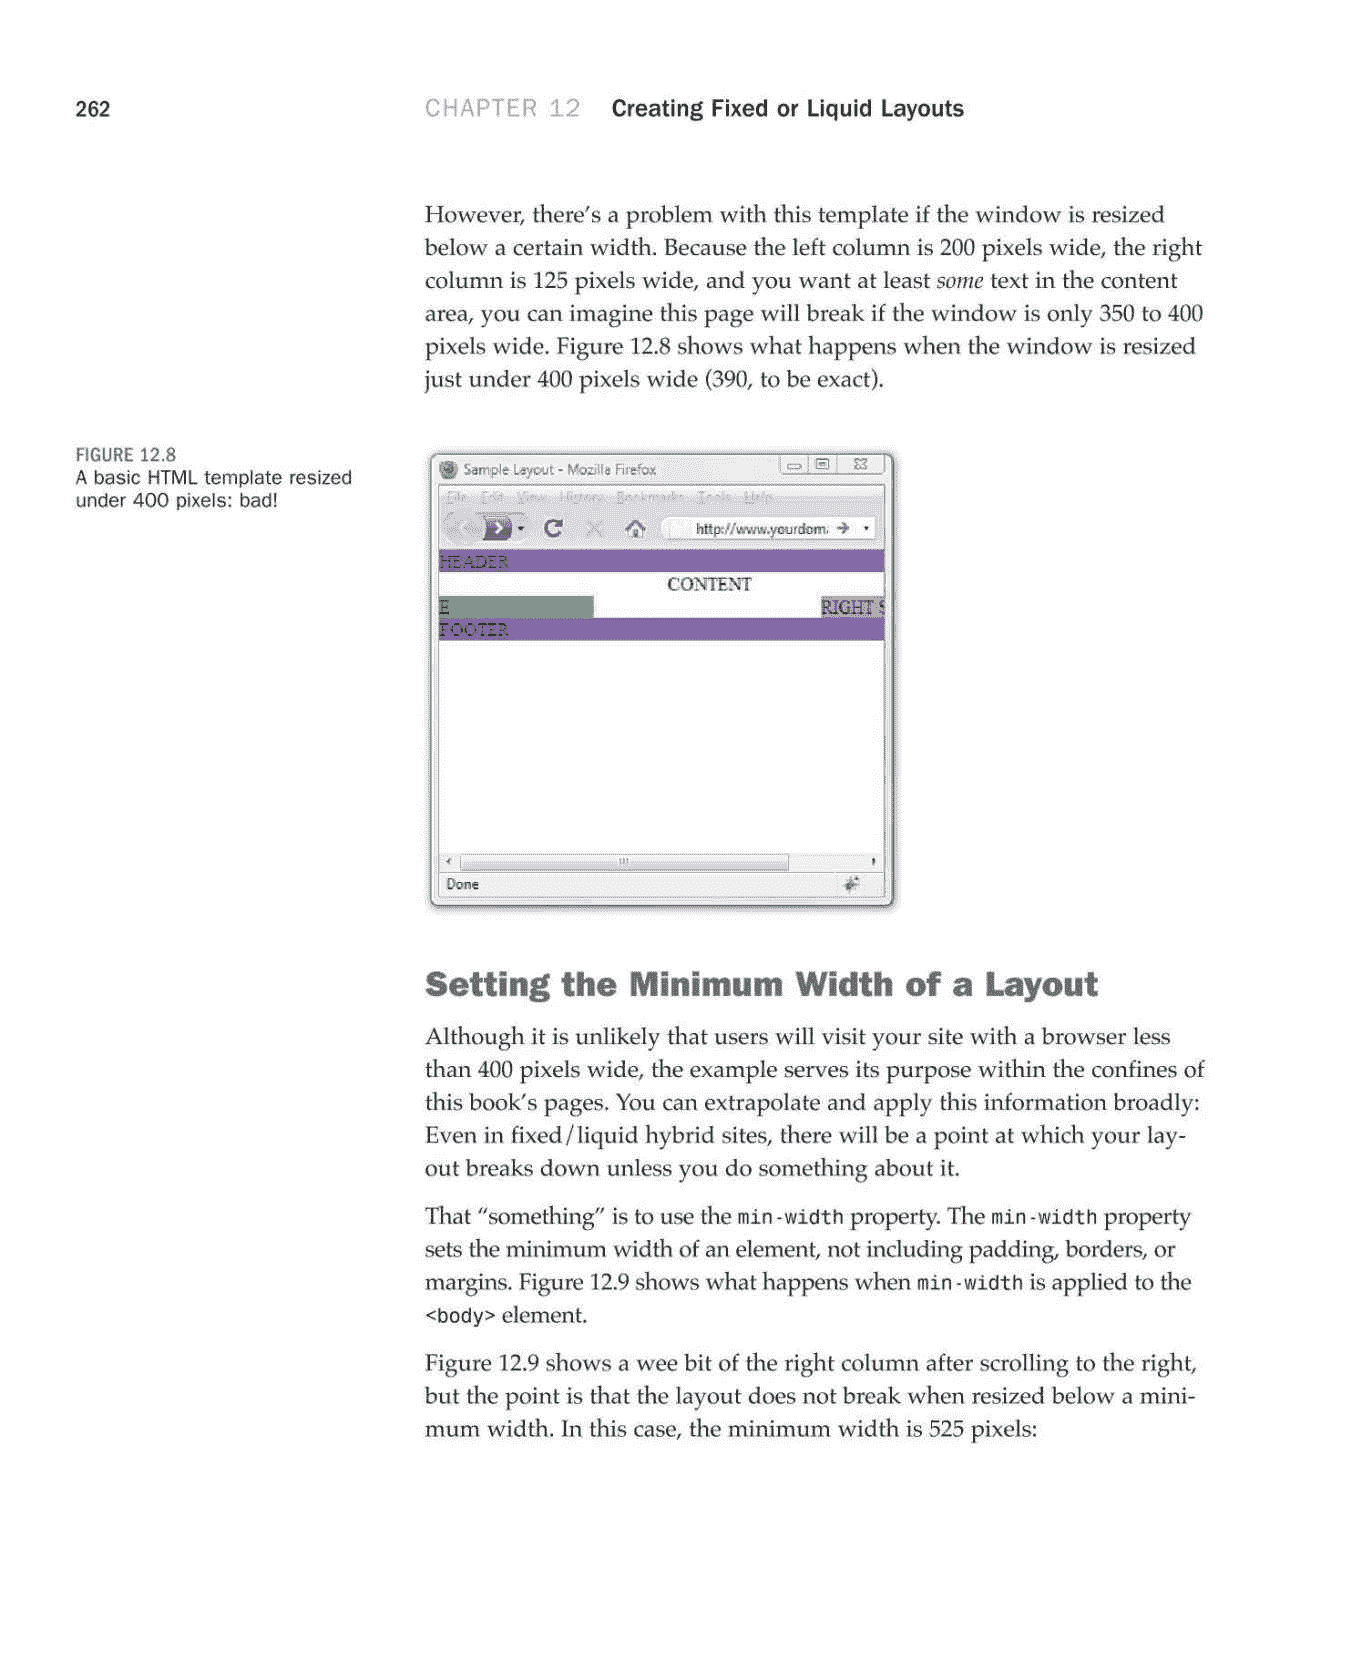 262
CHAPTER 12 Creating Fixed or Liquid Layouts
However, there's a problem with this template if the window is resized
below a certain width. Because the left column is 200 pixels wide, the right
column is 125 pixels wide, and you want at least some text in the content
area, you can imagine this page will break if the window is only 350 to 400
pixels wide. Figure 12.8 shows what happens when the window is resized
just under 400 pixels wide (390, to be exact).
FIGURE 12.8
A basic HTML template resized
under 400 pixels: bad!
Sample Layout - Mozilla Firefox
File Edit View History Bookmarks Tools Help
http://www.yourdom
HEADER
CONTENT
E
RIGHT S
FOOTER
Done
Setting the Minimum Width of a Layout
Although it is unlikely that users will visit your site with a browser less
than 400 pixels wide, the example serves its purpose within the confines of
this book's pages. You can extrapolate and apply this information broadly:
Even in fixed/liquid hybrid sites, there will be a point at which your lay-
out breaks down unless you do something about it.
That "something" is to use the min-width property. The min-width property
sets the minimum width of an element, not including padding, borders, or
margins. Figure 12.9 shows what happens when min-width is applied to the
<body> element.
Figure 12.9 shows a wee bit of the right column after scrolling to the right,
but the point is that the layout does not break when resized below a mini-
mum width. In this case, the minimum width is 525 pixels: